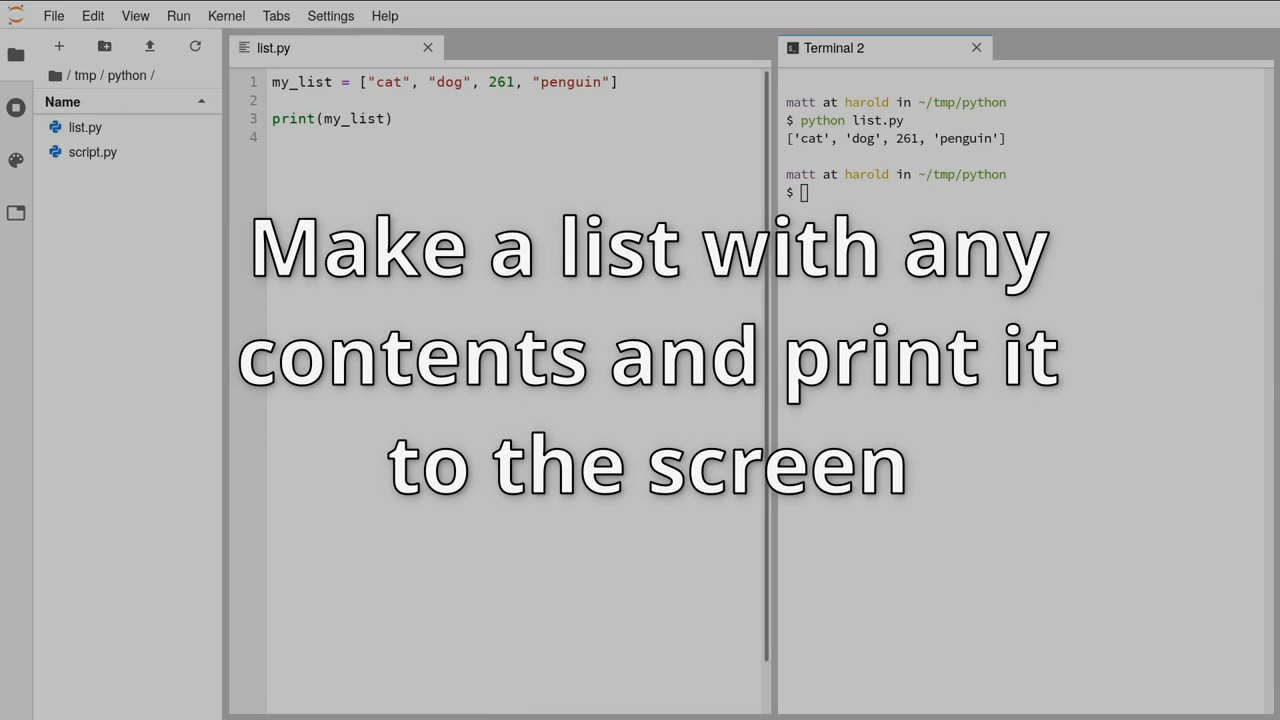 File Edit View Run Kernel Tabs Settings Help
/ tmp / python /
Name
list.py
script.py
list.py
1 my_list = ["cat", "dog", 261, "penguin"]
2
3 print(my_list)
4
Terminal 2
matt at harold in ~/tmp/python
$ python list.py
['cat', 'dog', 261, 'penguin']
matt at harold in ~/tmp/python
$
Make a list with any
contents and print it
to the screen